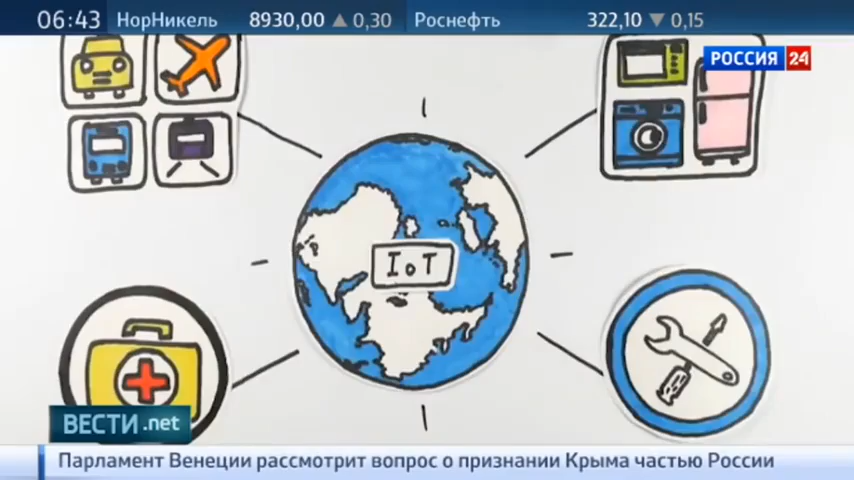 06:43 НорНикель 8930,00 ▲ 0,30 Роснефть 322,10 ▼ 0,15
РОССИЯ 24
IoT
ВЕСТИ.net
Парламент Венеции рассмотрит вопрос о признании Крыма частью России